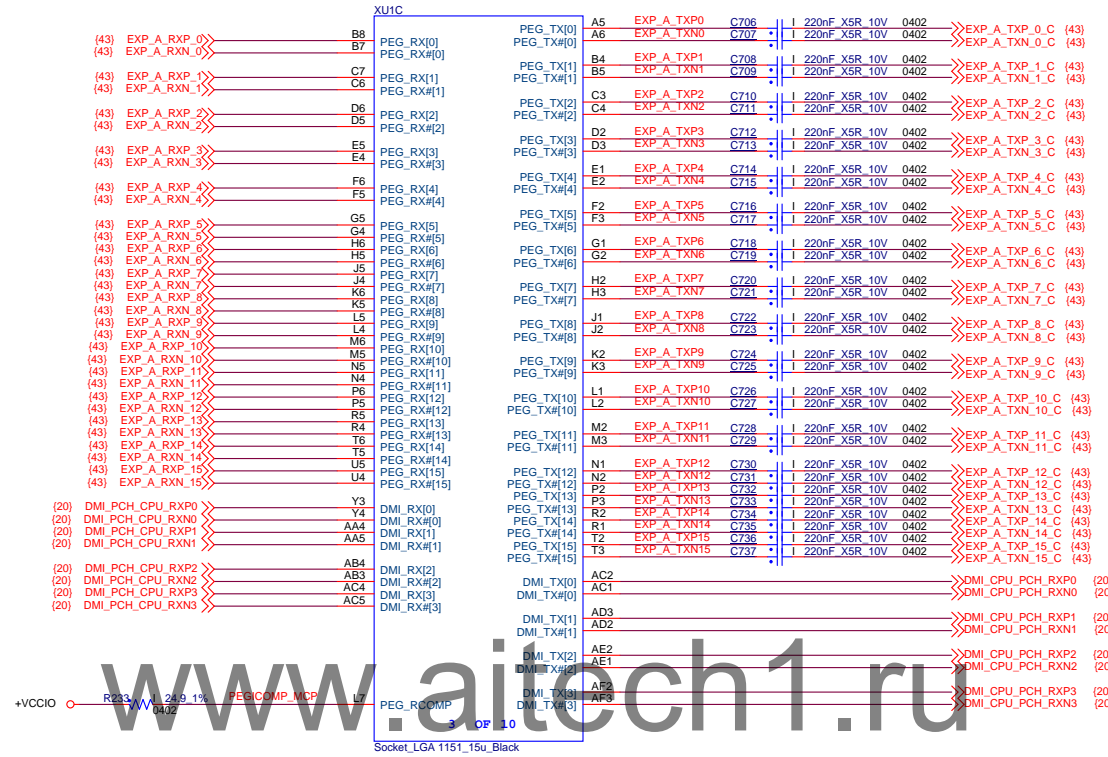 XU1C
{43} EXP_A_RXP_0 B8 PEG_RX[0] PEG_TX[0] A5 EXP_A_TXP0 C706 I 220nF_X5R_10V 0402 EXP_A_TXP_0_C {43}
{43} EXP_A_RXN_0 B7 PEG_RX#[0] PEG_TX#[0] A6 EXP_A_TXN0 C707 I 220nF_X5R_10V 0402 EXP_A_TXN_0_C {43}
{43} EXP_A_RXP_1 C7 PEG_RX[1] PEG_TX[1] B4 EXP_A_TXP1 C708 I 220nF_X5R_10V 0402 EXP_A_TXP_1_C {43}
{43} EXP_A_RXN_1 C6 PEG_RX#[1] PEG_TX#[1] B5 EXP_A_TXN1 C709 I 220nF_X5R_10V 0402 EXP_A_TXN_1_C {43}
{43} EXP_A_RXP_2 D6 PEG_RX[2] PEG_TX[2] C3 EXP_A_TXP2 C710 I 220nF_X5R_10V 0402 EXP_A_TXP_2_C {43}
{43} EXP_A_RXN_2 D5 PEG_RX#[2] PEG_TX#[2] C4 EXP_A_TXN2 C711 I 220nF_X5R_10V 0402 EXP_A_TXN_2_C {43}
{43} EXP_A_RXP_3 E5 PEG_RX[3] PEG_TX[3] D2 EXP_A_TXP3 C712 I 220nF_X5R_10V 0402 EXP_A_TXP_3_C {43}
{43} EXP_A_RXN_3 E4 PEG_RX#[3] PEG_TX#[3] D3 EXP_A_TXN3 C713 I 220nF_X5R_10V 0402 EXP_A_TXN_3_C {43}
{43} EXP_A_RXP_4 F6 PEG_RX[4] PEG_TX[4] E1 EXP_A_TXP4 C714 I 220nF_X5R_10V 0402 EXP_A_TXP_4_C {43}
{43} EXP_A_RXN_4 F5 PEG_RX#[4] PEG_TX#[4] E2 EXP_A_TXN4 C715 I 220nF_X5R_10V 0402 EXP_A_TXN_4_C {43}
{43} EXP_A_RXP_5 G5 PEG_RX[5] PEG_TX[5] F2 EXP_A_TXP5 C716 I 220nF_X5R_10V 0402 EXP_A_TXP_5_C {43}
{43} EXP_A_RXN_5 G4 PEG_RX#[5] PEG_TX#[5] F3 EXP_A_TXN5 C717 I 220nF_X5R_10V 0402 EXP_A_TXN_5_C {43}
{43} EXP_A_RXP_6 H6 PEG_RX[6] PEG_TX[6] G1 EXP_A_TXP6 C718 I 220nF_X5R_10V 0402 EXP_A_TXP_6_C {43}
{43} EXP_A_RXN_6 H5 PEG_RX#[6] PEG_TX#[6] G2 EXP_A_TXN6 C719 I 220nF_X5R_10V 0402 EXP_A_TXN_6_C {43}
{43} EXP_A_RXP_7 J5 PEG_RX[7] PEG_TX[7] H2 EXP_A_TXP7 C720 I 220nF_X5R_10V 0402 EXP_A_TXP_7_C {43}
{43} EXP_A_RXN_7 J4 PEG_RX#[7] PEG_TX#[7] H3 EXP_A_TXN7 C721 I 220nF_X5R_10V 0402 EXP_A_TXN_7_C {43}
{43} EXP_A_RXP_8 K6 PEG_RX[8] PEG_TX[8] J1 EXP_A_TXP8 C722 I 220nF_X5R_10V 0402 EXP_A_TXP_8_C {43}
{43} EXP_A_RXN_8 K5 PEG_RX#[8] PEG_TX#[8] J2 EXP_A_TXN8 C723 I 220nF_X5R_10V 0402 EXP_A_TXN_8_C {43}
{43} EXP_A_RXP_9 L5 PEG_RX[9] PEG_TX[9] K2 EXP_A_TXP9 C724 I 220nF_X5R_10V 0402 EXP_A_TXP_9_C {43}
{43} EXP_A_RXN_9 L4 PEG_RX#[9] PEG_TX#[9] K3 EXP_A_TXN9 C725 I 220nF_X5R_10V 0402 EXP_A_TXN_9_C {43}
{43} EXP_A_RXP_10 M6 PEG_RX[10] PEG_TX[10] L1 EXP_A_TXP10 C726 I 220nF_X5R_10V 0402 EXP_A_TXP_10_C {43}
{43} EXP_A_RXN_10 M5 PEG_RX#[10] PEG_TX#[10] L2 EXP_A_TXN10 C727 I 220nF_X5R_10V 0402 EXP_A_TXN_10_C {43}
{43} EXP_A_RXP_11 N5 PEG_RX[11] PEG_TX[11] M2 EXP_A_TXP11 C728 I 220nF_X5R_10V 0402 EXP_A_TXP_11_C {43}
{43} EXP_A_RXN_11 N4 PEG_RX#[11] PEG_TX#[11] M3 EXP_A_TXN11 C729 I 220nF_X5R_10V 0402 EXP_A_TXN_11_C {43}
{43} EXP_A_RXP_12 P6 PEG_RX[12] PEG_TX[12] N1 EXP_A_TXP12 C730 I 220nF_X5R_10V 0402 EXP_A_TXP_12_C {43}
{43} EXP_A_RXN_12 P5 PEG_RX#[12] PEG_TX#[12] N2 EXP_A_TXN12 C731 I 220nF_X5R_10V 0402 EXP_A_TXN_12_C {43}
{43} EXP_A_RXP_13 R5 PEG_RX[13] PEG_TX[13] P2 EXP_A_TXP13 C732 I 220nF_X5R_10V 0402 EXP_A_TXP_13_C {43}
{43} EXP_A_RXN_13 R4 PEG_RX#[13] PEG_TX#[13] P3 EXP_A_TXN13 C733 I 220nF_X5R_10V 0402 EXP_A_TXN_13_C {43}
{43} EXP_A_RXP_14 T6 PEG_RX[14] PEG_TX[14] R2 EXP_A_TXP14 C734 I 220nF_X5R_10V 0402 EXP_A_TXP_14_C {43}
{43} EXP_A_RXN_14 T5 PEG_RX#[14] PEG_TX#[14] R1 EXP_A_TXN14 C735 I 220nF_X5R_10V 0402 EXP_A_TXN_14_C {43}
{43} EXP_A_RXP_15 U5 PEG_RX[15] PEG_TX[15] T2 EXP_A_TXP15 C736 I 220nF_X5R_10V 0402 EXP_A_TXP_15_C {43}
{43} EXP_A_RXN_15 U4 PEG_RX#[15] PEG_TX#[15] T3 EXP_A_TXN15 C737 I 220nF_X5R_10V 0402 EXP_A_TXN_15_C {43}
{20} DMI_PCH_CPU_RXP0 Y3 DMI_RX[0] DMI_TX[0] AC2 DMI_CPU_PCH_RXP0 {20
{20} DMI_PCH_CPU_RXN0 Y4 DMI_RX#[0] DMI_TX#[0] AC1 DMI_CPU_PCH_RXN0 {20
{20} DMI_PCH_CPU_RXP1 AA4 DMI_RX[1] DMI_TX[1] AD3 DMI_CPU_PCH_RXP1 {20
{20} DMI_PCH_CPU_RXN1 AA5 DMI_RX#[1] DMI_TX#[1] AD2 DMI_CPU_PCH_RXN1 {20
{20} DMI_PCH_CPU_RXP2 AB4 DMI_RX[2] DMI_TX[2] AE2 DMI_CPU_PCH_RXP2 {20
{20} DMI_PCH_CPU_RXN2 AB3 DMI_RX#[2] DMI_TX#[2] AE1 DMI_CPU_PCH_RXN2 {20
{20} DMI_PCH_CPU_RXP3 AC4 DMI_RX[3] DMI_TX[3] AF2 DMI_CPU_PCH_RXP3 {20
{20} DMI_PCH_CPU_RXN3 AC5 DMI_RX#[3] DMI_TX#[3] AF3 DMI_CPU_PCH_RXN3 {20
www.aitech1.ru
+VCCIO R233 I 24.9_1% 0402 PEGICOMP_MCP L7 PEG_RCOMP
3 OF 10
Socket_LGA 1151_15u_Black